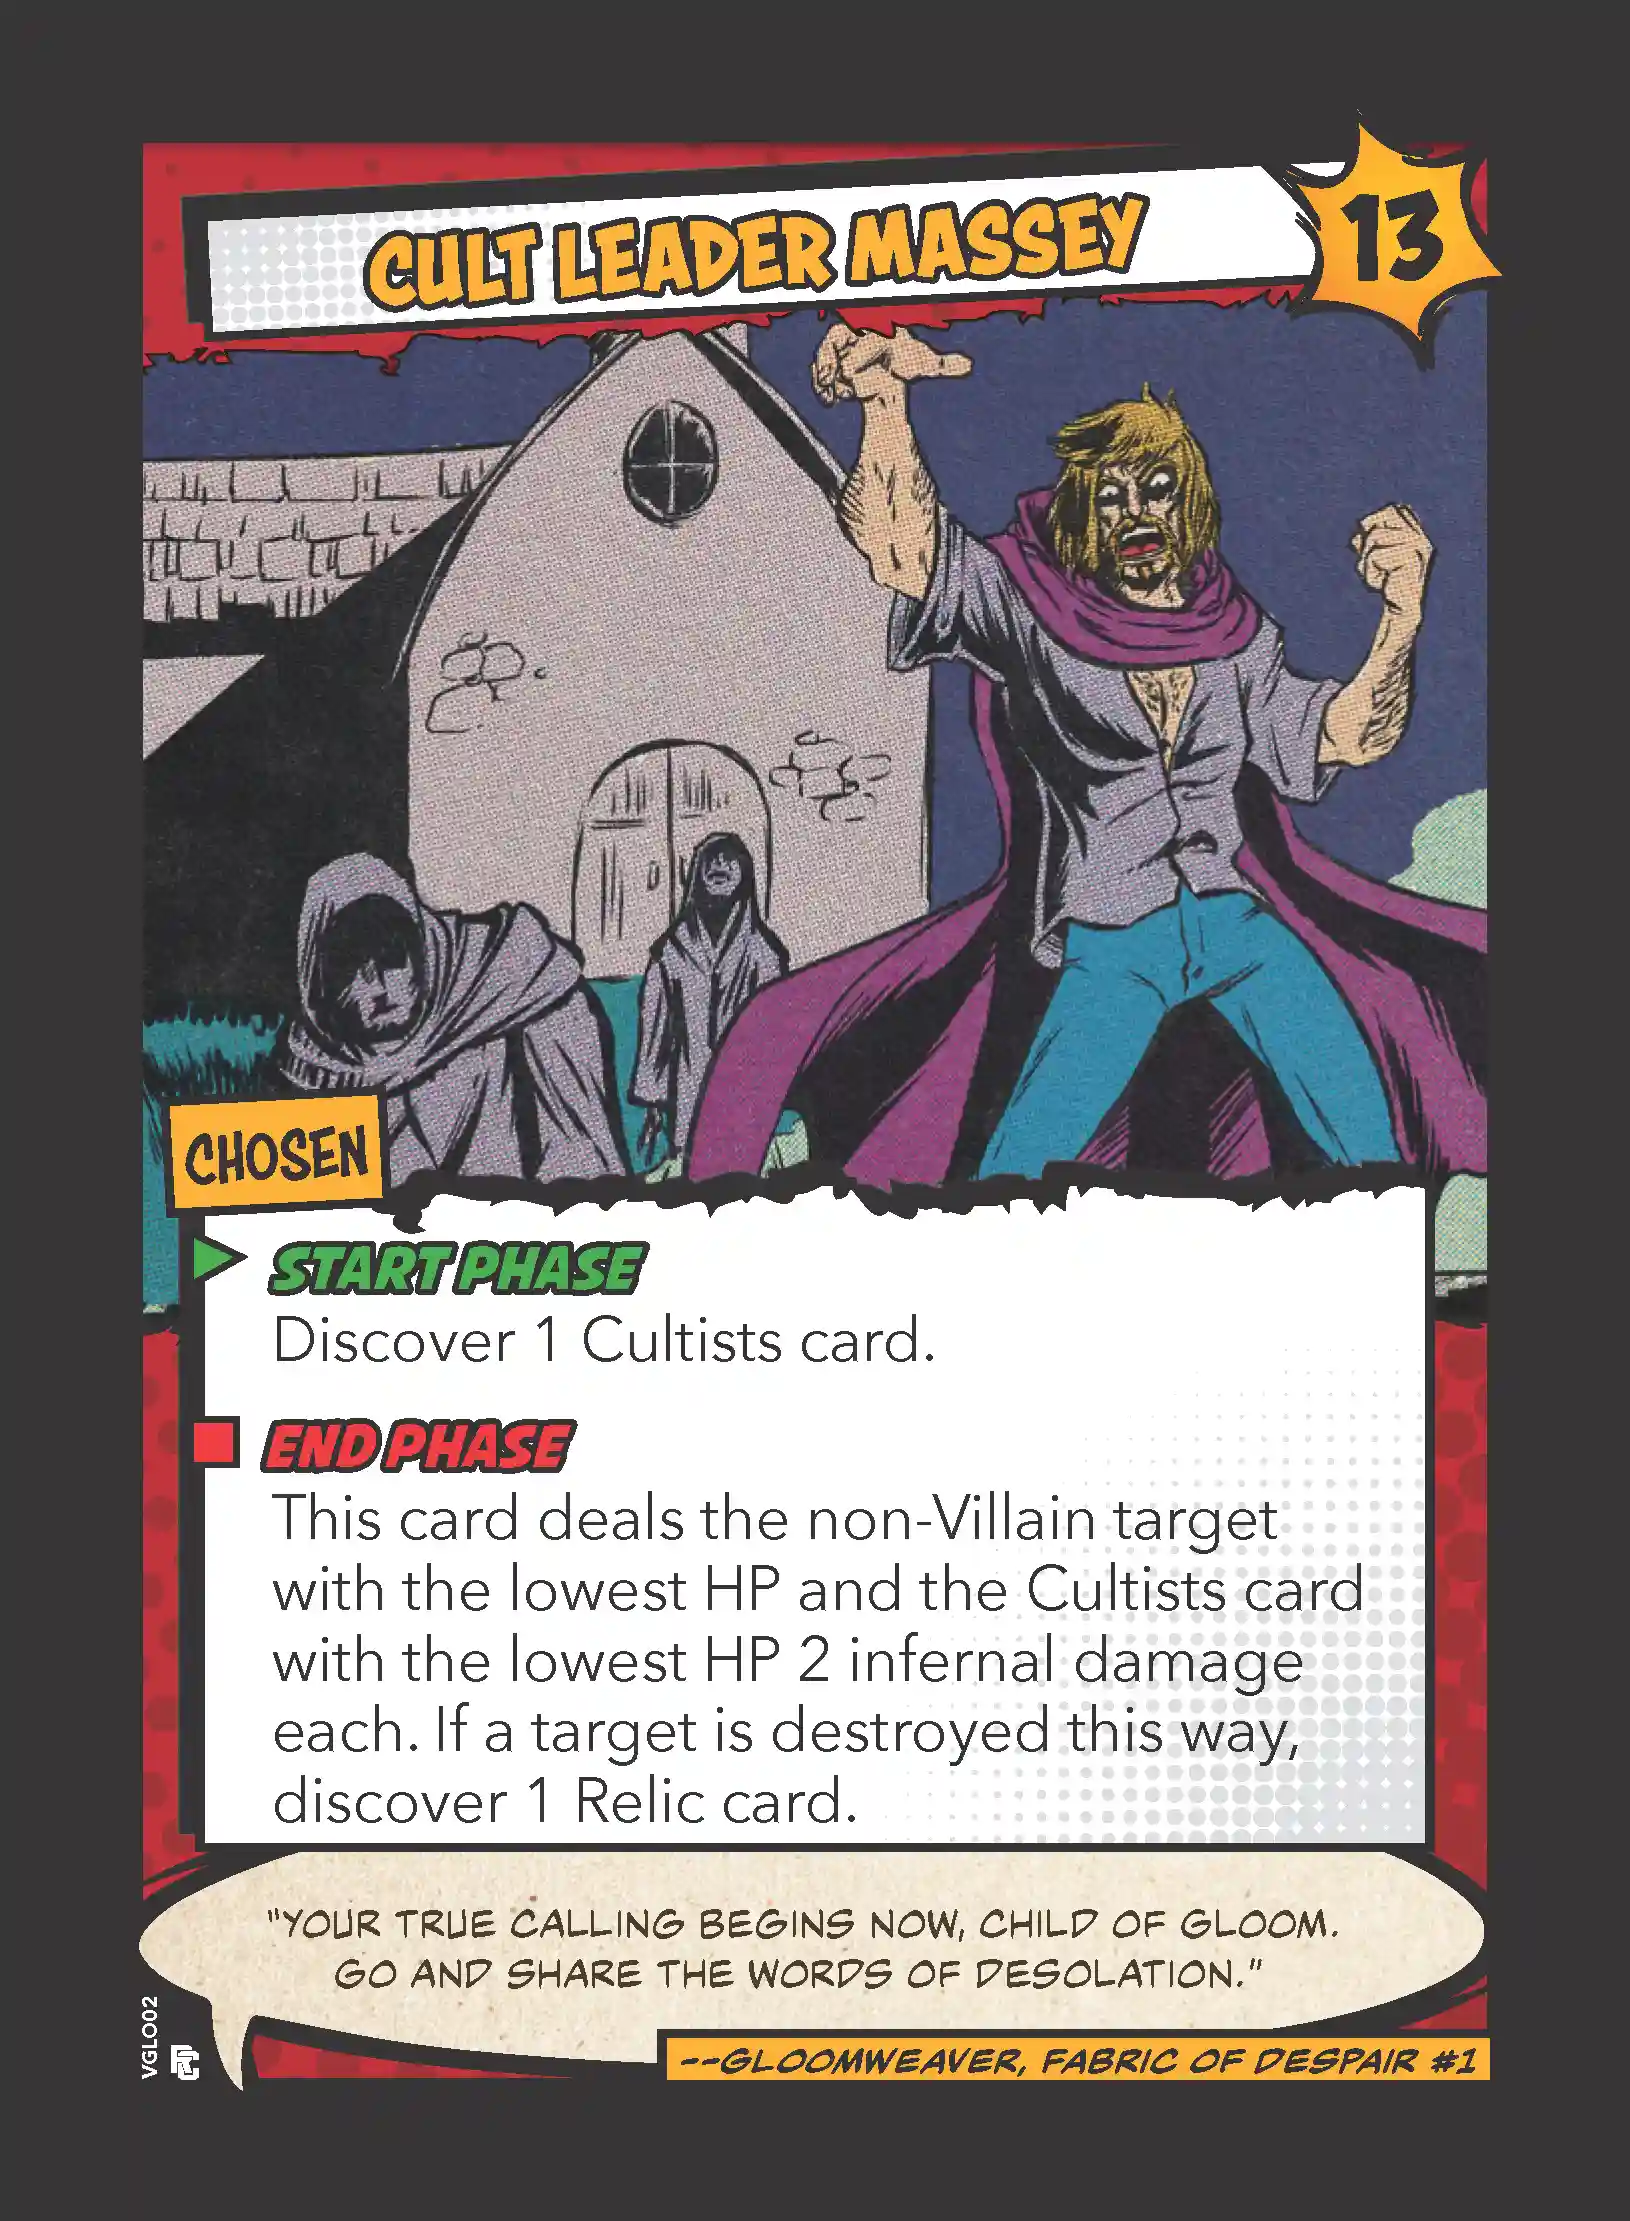 CULT LEADER MASSEY
13
CHOSEN
START PHASE
Discover 1 Cultists card.
END PHASE
This card deals the non-Villain target
with the lowest HP and the Cultists card
with the lowest HP 2 infernal damage
each. If a target is destroyed this way,
discover 1 Relic card.
"YOUR TRUE CALLING BEGINS NOW, CHILD OF GLOOM.
GO AND SHARE THE WORDS OF DESOLATION."
--GLOOMWEAVER, FABRIC OF DESPAIR #1
VGLO02